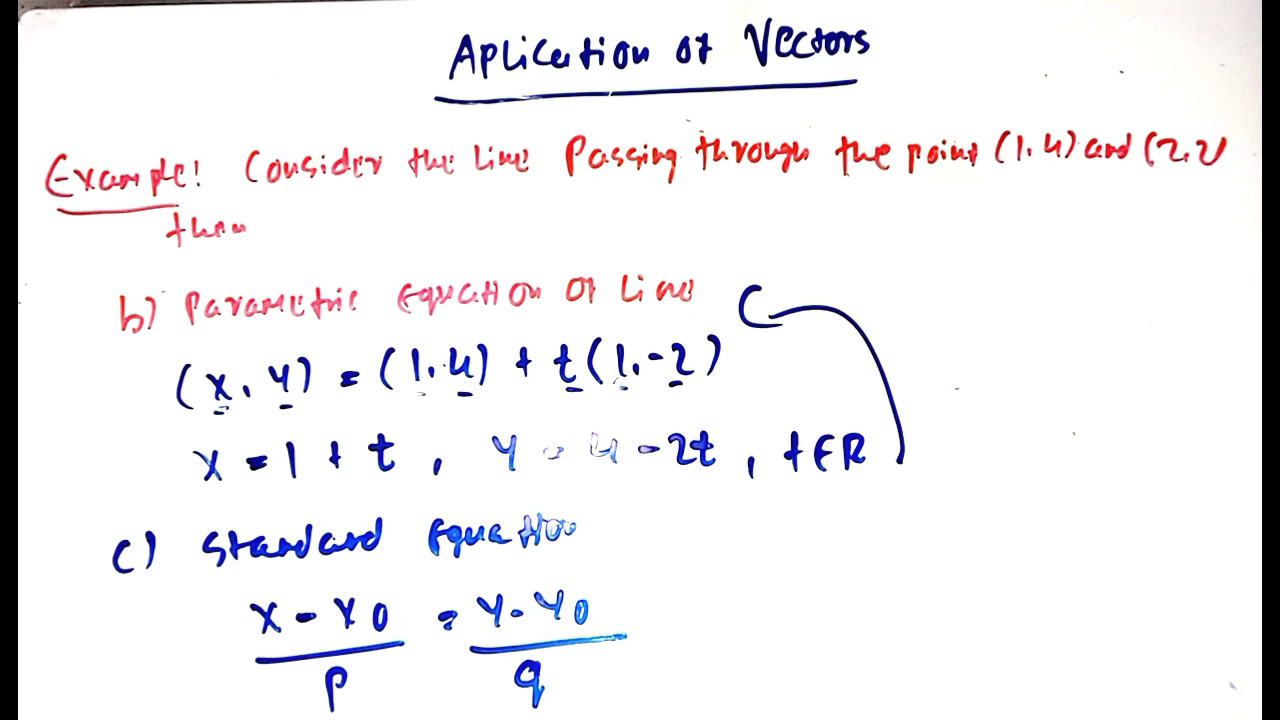 Aplication of Vectors
Example! Consider the Line Passing through the point (1,4) and (2,2)
then
b) Parametric Equation of Line
(x, y) = (1,4) + t(1,-2)
x = 1 + t, y = 4 - 2t, t ∈ R
c) Standard Equation
x - x0 = y - y0
p q